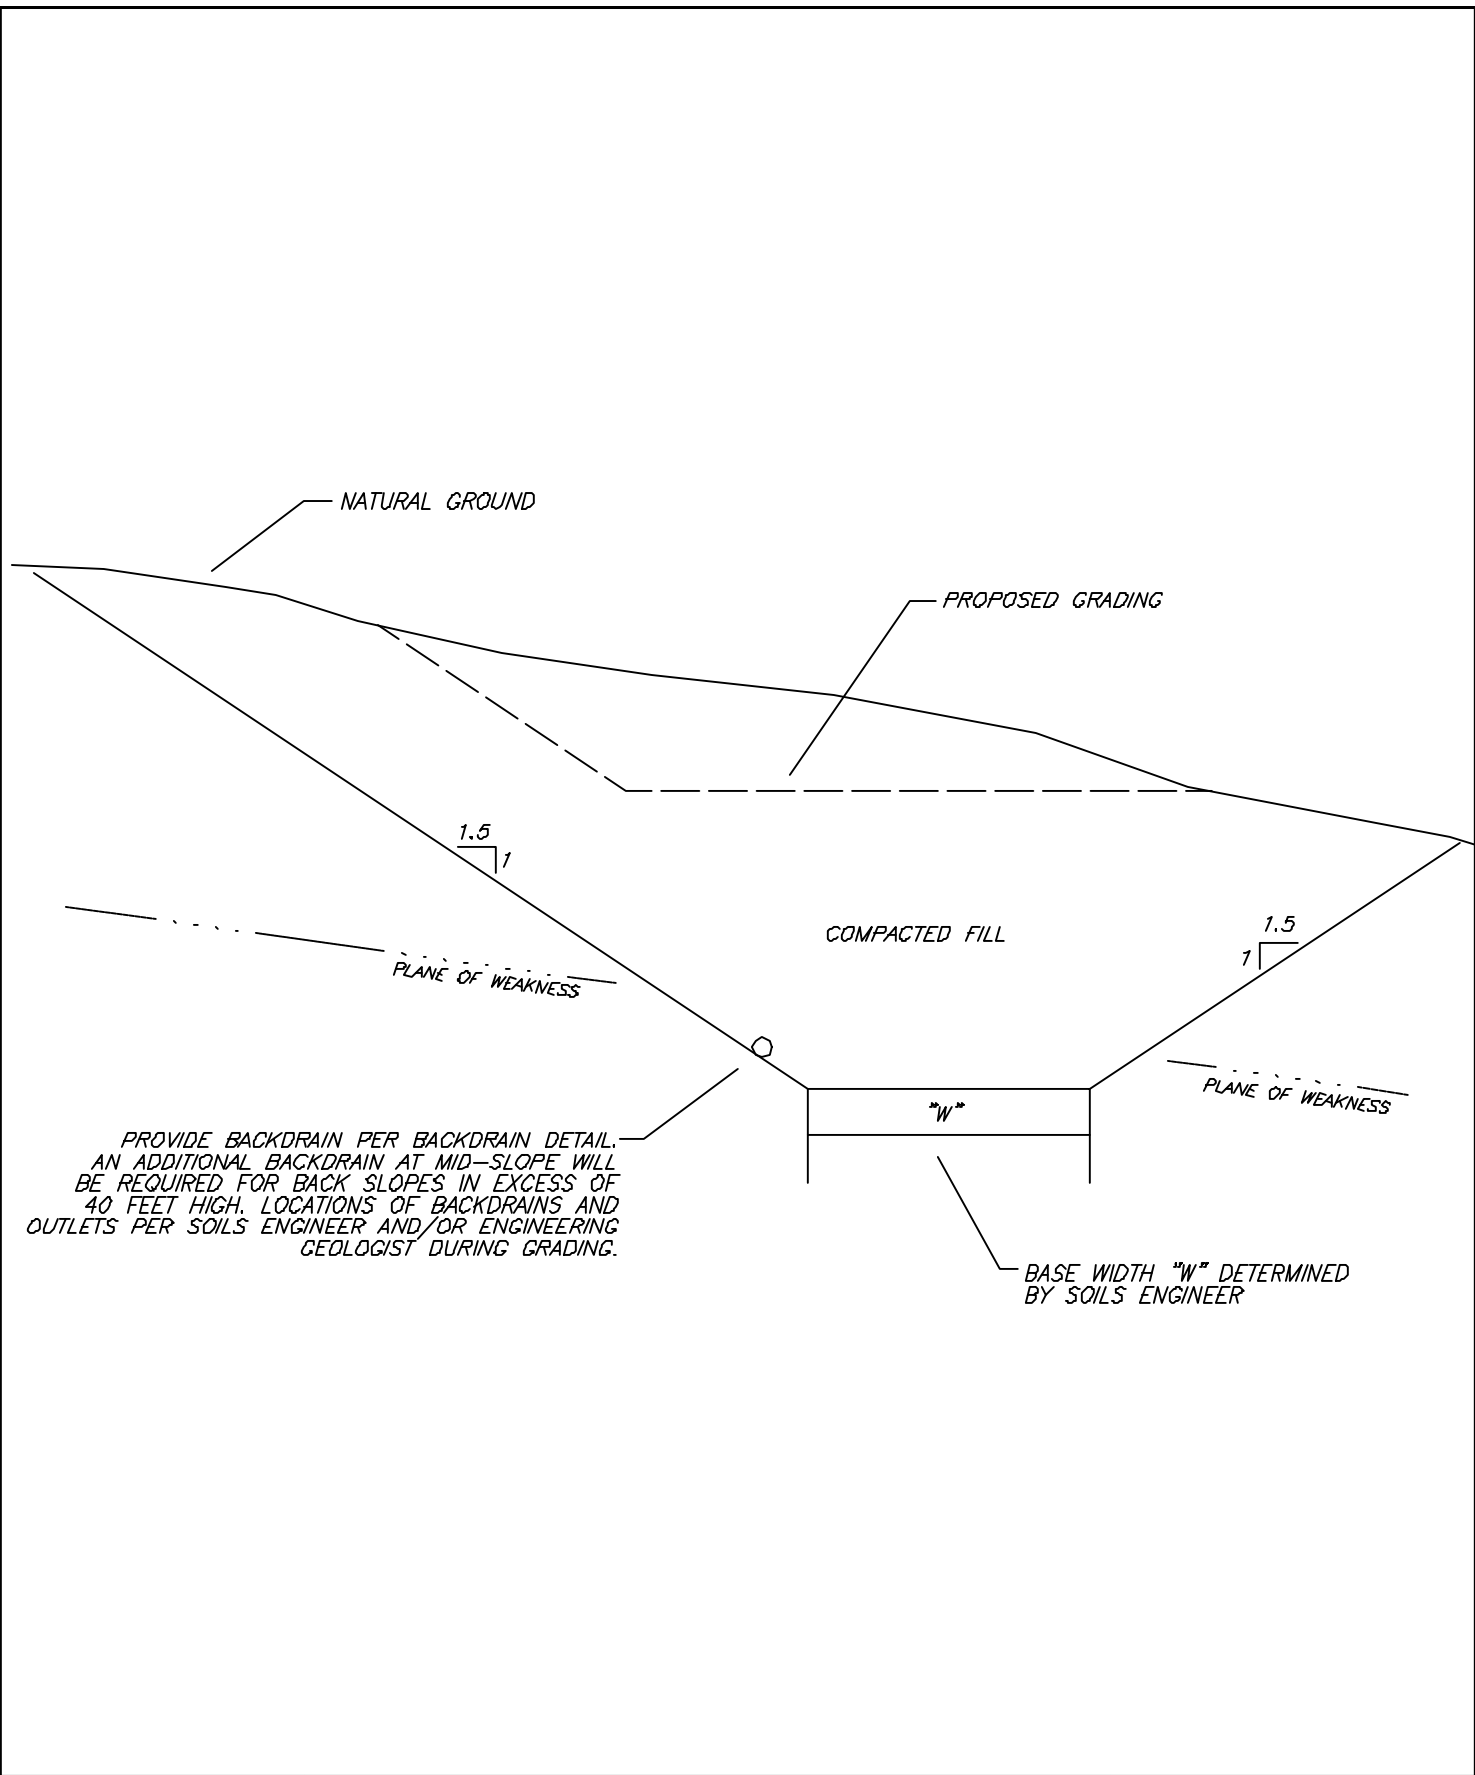 NATURAL GROUND
PROPOSED GRADING
1.5
1
COMPACTED FILL
1.5
1
PLANE OF WEAKNESS
PLANE OF WEAKNESS
"W"
PROVIDE BACKDRAIN PER BACKDRAIN DETAIL.
AN ADDITIONAL BACKDRAIN AT MID-SLOPE WILL
BE REQUIRED FOR BACK SLOPES IN EXCESS OF
40 FEET HIGH. LOCATIONS OF BACKDRAINS AND
OUTLETS PER SOILS ENGINEER AND/OR ENGINEERING
GEOLOGIST DURING GRADING.
BASE WIDTH "W" DETERMINED
BY SOILS ENGINEER